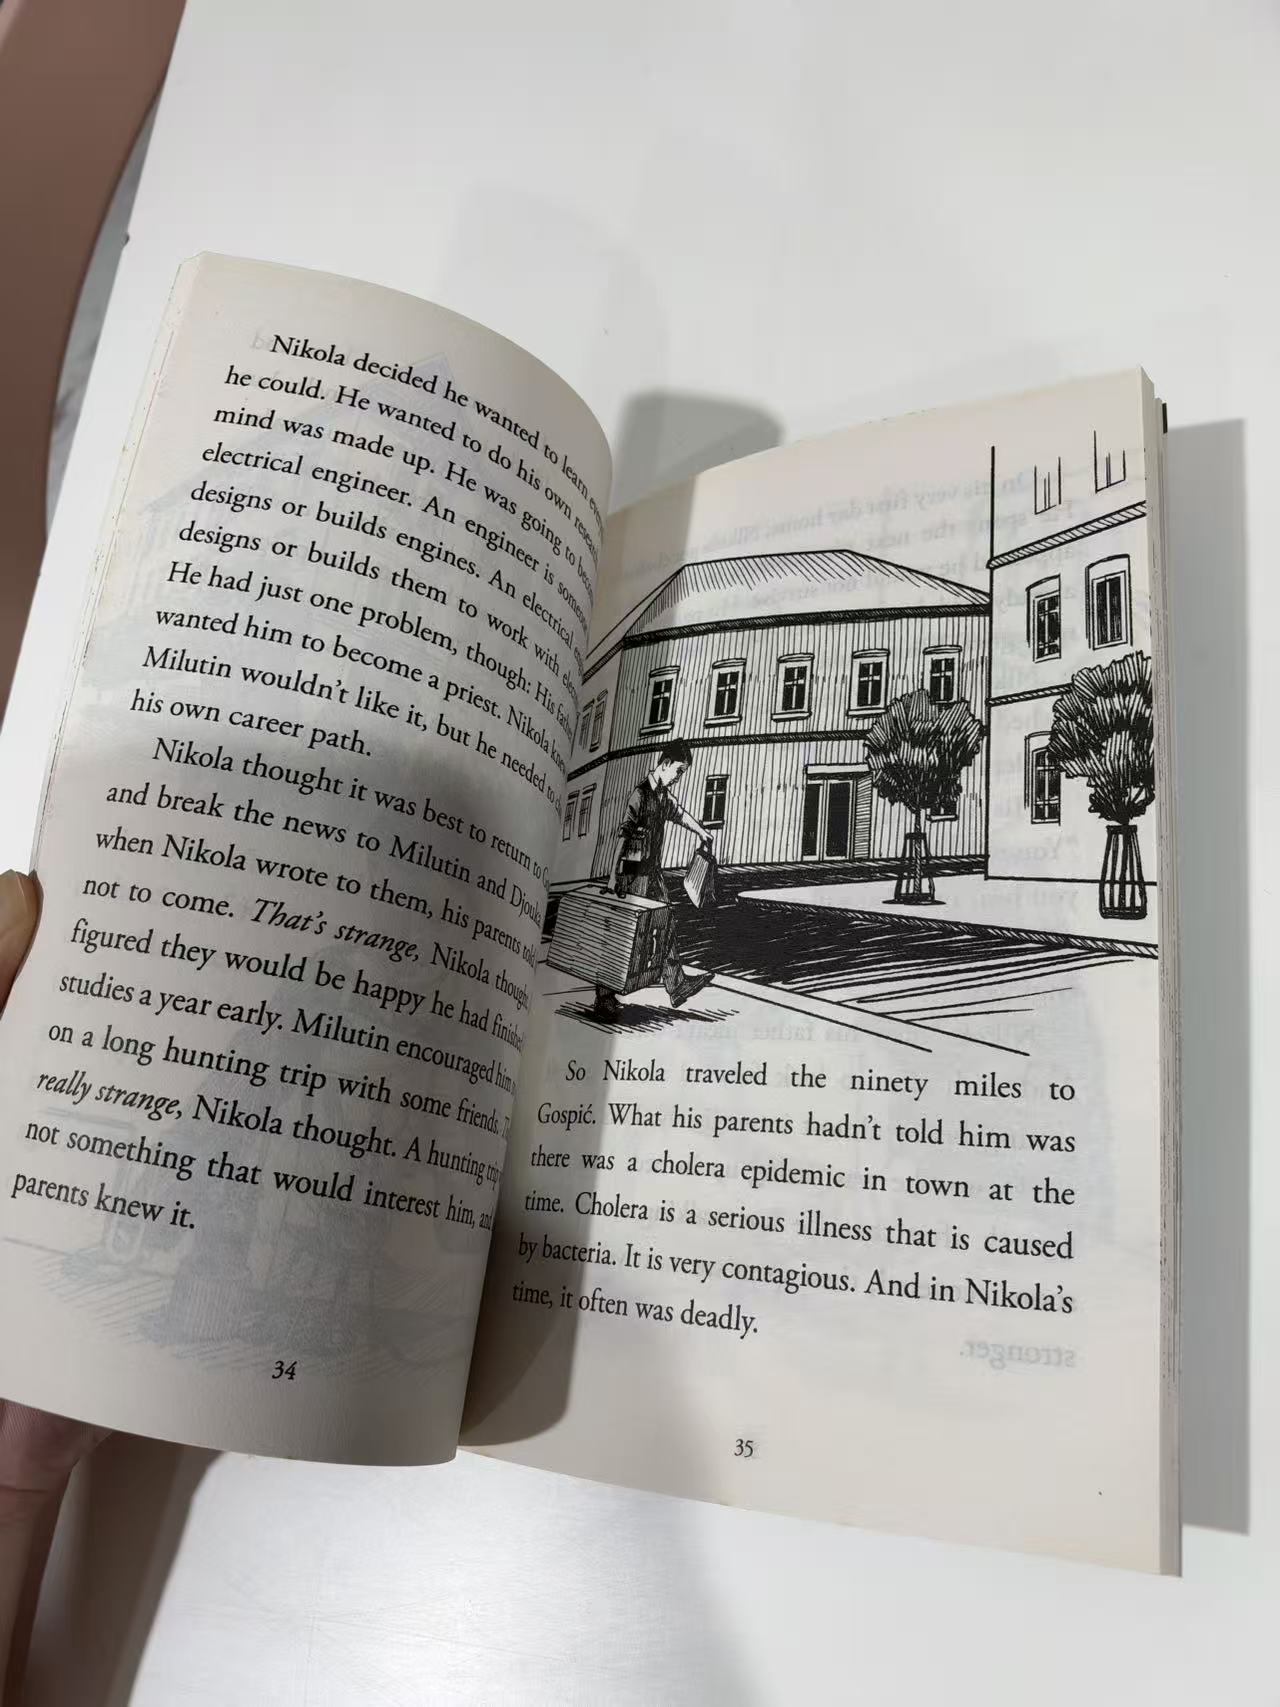 Nikola decided he wanted to learn
he could. He wanted to do his own
mind was made up. He was going to
electrical engineer. An engineer is
designs or builds engines. An electrical
designs or builds them to work with
He had just one problem, though: His father
wanted him to become a priest. Nikola knew
Milutin wouldn't like it, but he needed to
his own career path.
Nikola thought it was best to return to
and break the news to Milutin and Djouka
when Nikola wrote to them, his parents told
not to come. That's strange, Nikola thought.
figured they would be happy he had finished
studies a year early. Milutin encouraged him
on a long hunting trip with some friends.
really strange, Nikola thought. A hunting trip
not something that would interest him, and
parents knew it.
34
So Nikola traveled the ninety miles to
Gospić. What his parents hadn't told him was
there was a cholera epidemic in town at the
time. Cholera is a serious illness that is caused
by bacteria. It is very contagious. And in Nikola's
time, it often was deadly.
35